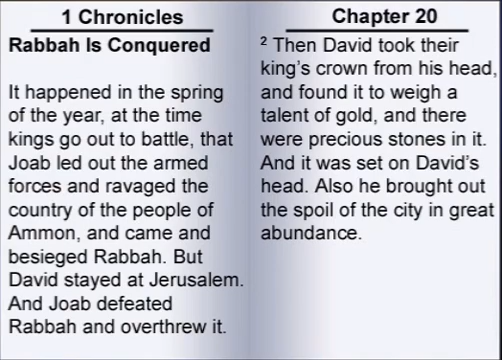 1 Chronicles
Rabbah Is Conquered
It happened in the spring
of the year, at the time
kings go out to battle, that
Joab led out the armed
forces and ravaged the
country of the people of
Ammon, and came and
besieged Rabbah. But
David stayed at Jerusalem.
And Joab defeated
Rabbah and overthrew it.
Chapter 20
² Then David took their
king's crown from his head,
and found it to weigh a
talent of gold, and there
were precious stones in it.
And it was set on David's
head. Also he brought out
the spoil of the city in great
abundance.